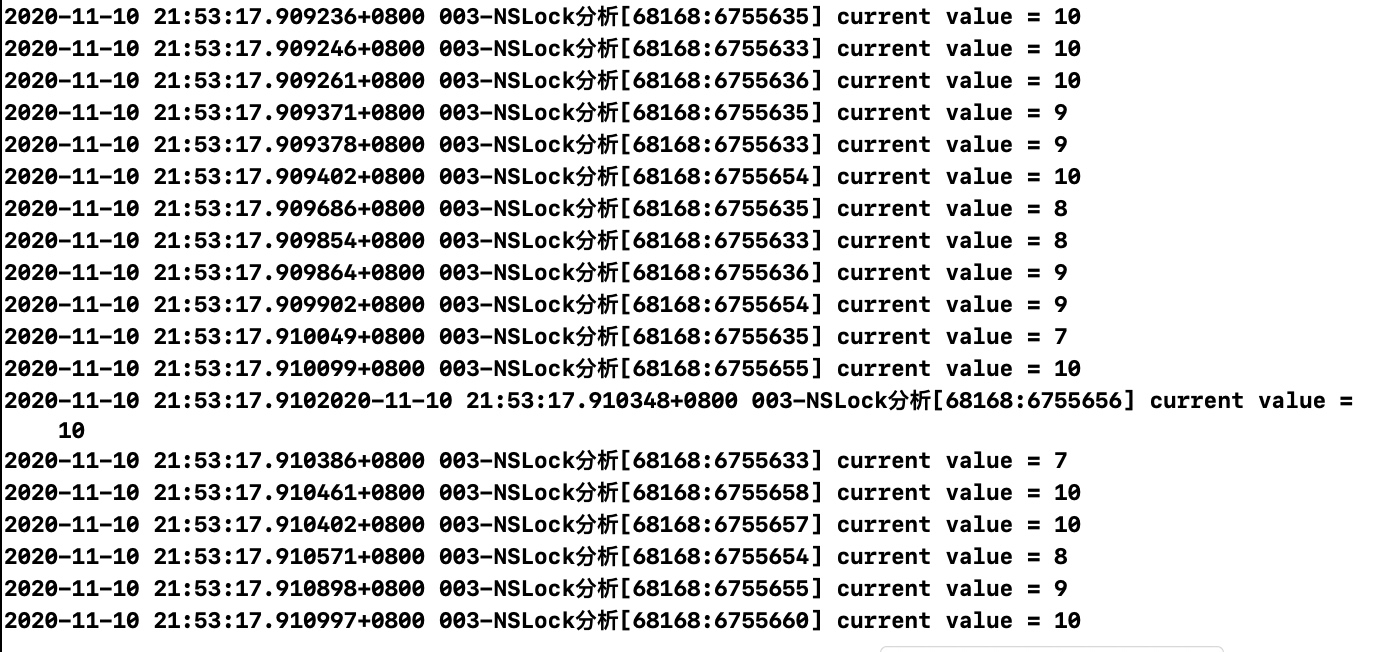 2020-11-10 21:53:17.909236+0800 003-NSLock分析[68168:6755635] current value = 10
2020-11-10 21:53:17.909246+0800 003-NSLock分析[68168:6755633] current value = 10
2020-11-10 21:53:17.909261+0800 003-NSLock分析[68168:6755636] current value = 10
2020-11-10 21:53:17.909371+0800 003-NSLock分析[68168:6755635] current value = 9
2020-11-10 21:53:17.909378+0800 003-NSLock分析[68168:6755633] current value = 9
2020-11-10 21:53:17.909402+0800 003-NSLock分析[68168:6755654] current value = 10
2020-11-10 21:53:17.909686+0800 003-NSLock分析[68168:6755635] current value = 8
2020-11-10 21:53:17.909854+0800 003-NSLock分析[68168:6755633] current value = 8
2020-11-10 21:53:17.909864+0800 003-NSLock分析[68168:6755636] current value = 9
2020-11-10 21:53:17.909902+0800 003-NSLock分析[68168:6755654] current value = 9
2020-11-10 21:53:17.910049+0800 003-NSLock分析[68168:6755635] current value = 7
2020-11-10 21:53:17.910099+0800 003-NSLock分析[68168:6755655] current value = 10
2020-11-10 21:53:17.9102020-11-10 21:53:17.910348+0800 003-NSLock分析[68168:6755656] current value =
10
2020-11-10 21:53:17.910386+0800 003-NSLock分析[68168:6755633] current value = 7
2020-11-10 21:53:17.910461+0800 003-NSLock分析[68168:6755658] current value = 10
2020-11-10 21:53:17.910402+0800 003-NSLock分析[68168:6755657] current value = 10
2020-11-10 21:53:17.910571+0800 003-NSLock分析[68168:6755654] current value = 8
2020-11-10 21:53:17.910898+0800 003-NSLock分析[68168:6755655] current value = 9
2020-11-10 21:53:17.910997+0800 003-NSLock分析[68168:6755660] current value = 10